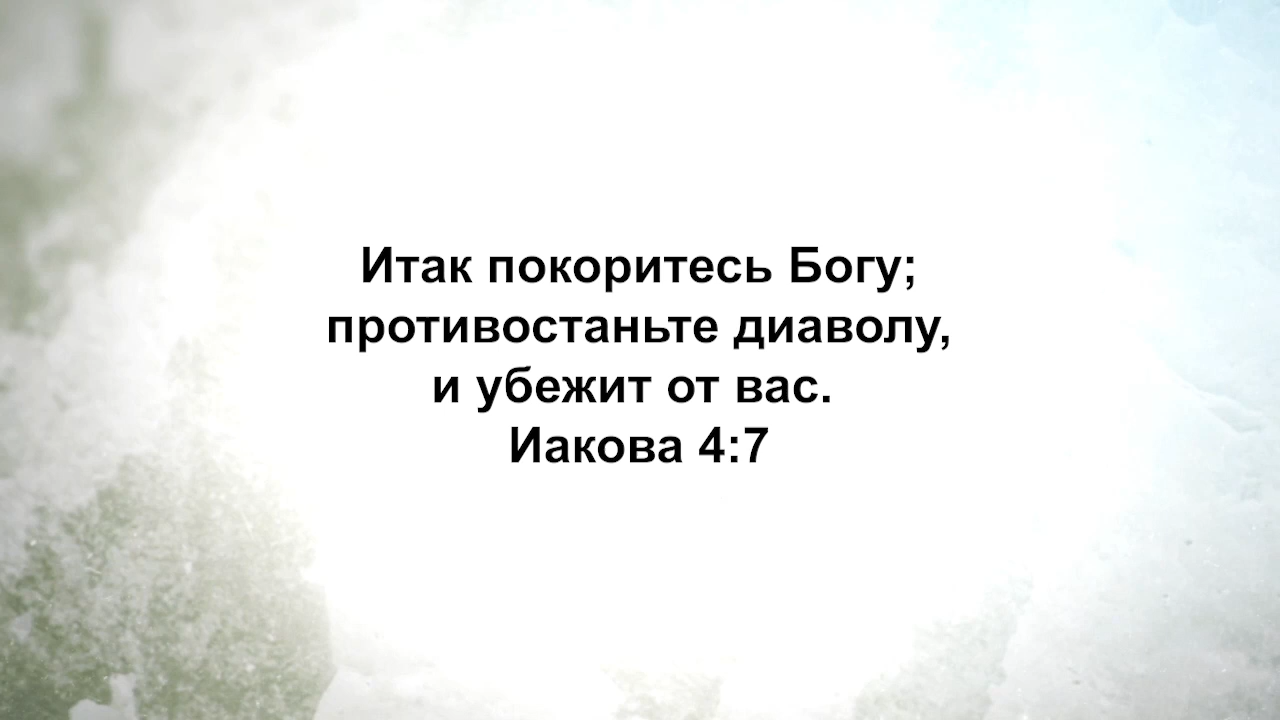 Итак покоритесь Богу;
противостаньте диаволу,
и убежит от вас.
Иакова 4:7